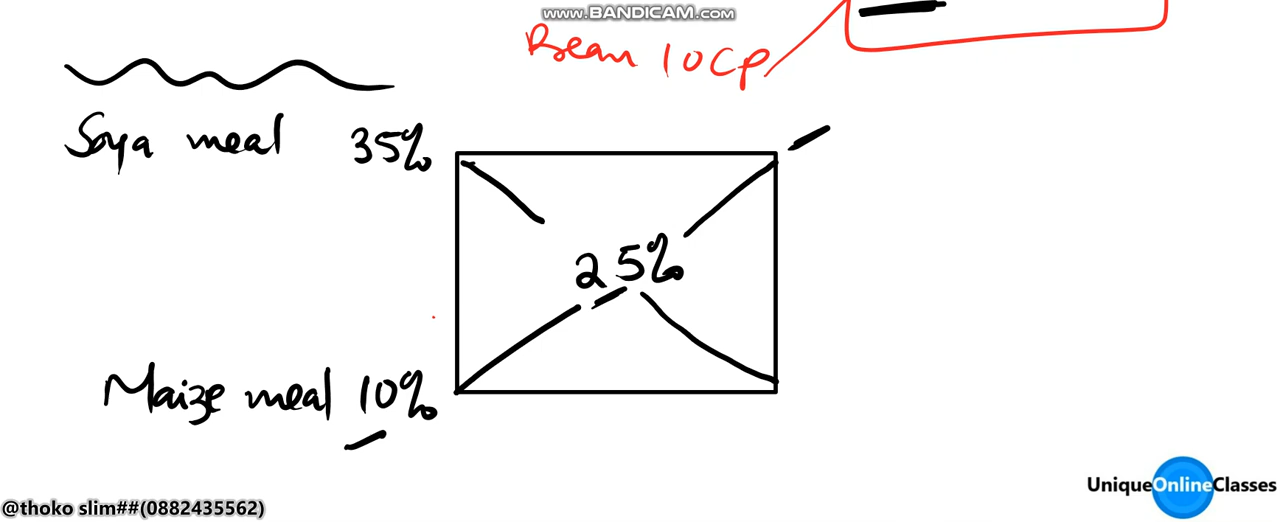 www.BANDICAM.com
Bean 10CP
Soya meal 35%
25%
Maize meal 10%
UniqueOnlineClasses
@thoko slim##(0882435562)